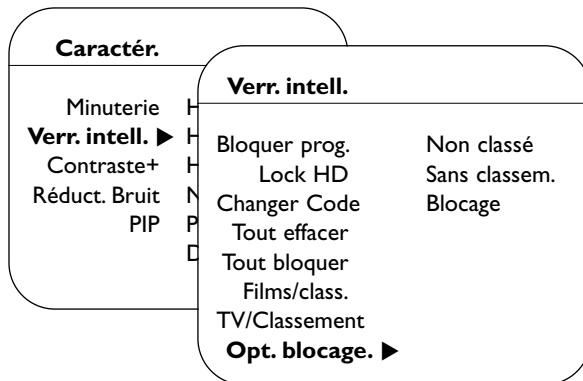 Caractér.
Minuterie H
Verr. intell. ▶ H
Contraste+ H
Réduct. Bruit N
PIP P
D
Verr. intell.
Bloquer prog. Non classé
Lock HD Sans classem.
Changer Code Blocage
Tout effacer
Tout bloquer
Films/class.
TV/Classement
Opt. blocage. ▶